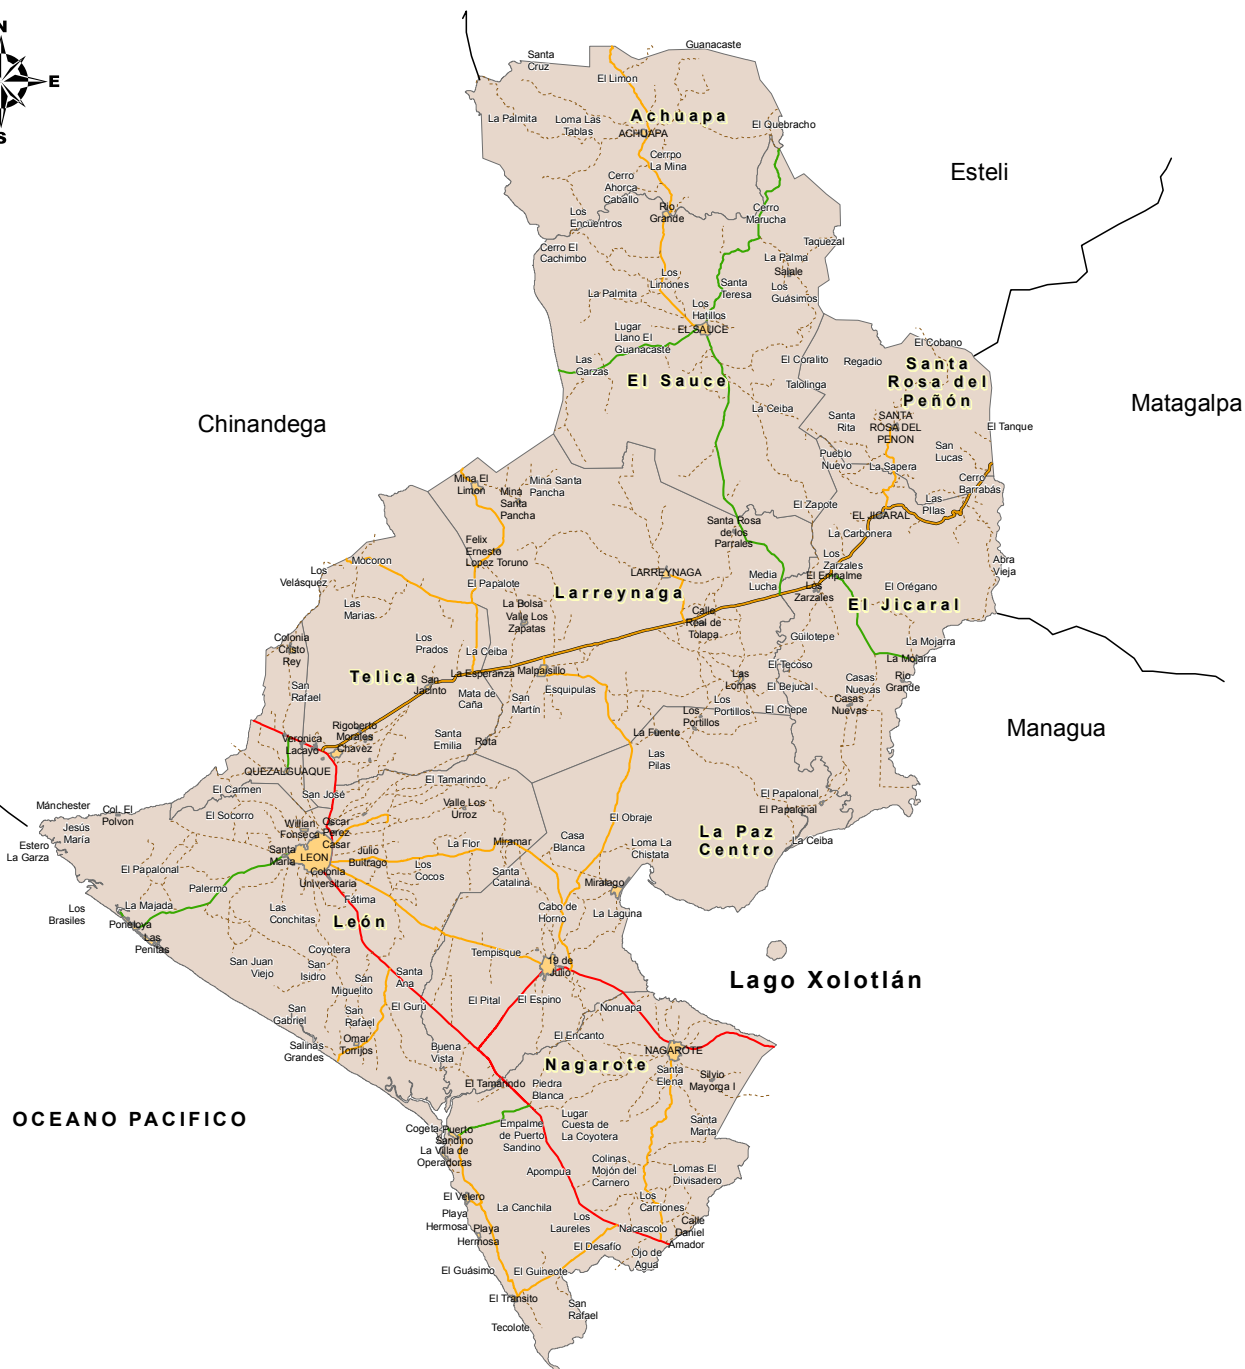 N
E
S
Guanacaste
Santa
Cruz
El Limon
La Palmita
Loma Las
Tablas
Achuapa
ACHUAPA
El Quebracho
Cerrpo
La Mina
Esteli
Cerro
Ahorca
Caballo
Los
Encuentros
Rio
Grande
Cerro
Marucha
Cerro El
Cachimbo
Taquezal
La Palma
Salale
Los
Limones
Santa
Teresa
Los
Guásimos
La Palmita
Los
Hatillos
EL SAUCE
Lugar
Llano El
Guanacaste
Las
Garzas
El Sauce
El Coralito
Regadio
El Cobano
Santa
Rosa del
Peñón
Talolinga
La Ceiba
Matagalpa
Chinandega
Santa
Rita
SANTA
ROSA DEL
PEÑON
El Tanque
Pueblo
Nuevo
San
Lucas
La Sapera
Cerro
Barrabás
Mina El
Limon
Mina
Santa
Pancha
Mina Santa
Pancha
El Zapote
Las
Pilas
EL JICARAL
Santa Rosa
de los
Parrales
La Carbonera
Felix
Ernesto
Lopez Toruno
Mocoron
Los
Velásquez
Los
Zarzales
Abra
Vieja
LARREYNAGA
Media
Lucha
El Empalme
Los
Zarzales
El Papalote
El Orégano
Larreynaga
El Jicaral
Las
Marias
La Bolsa
Valle Los
Zapatas
Calle
Real de
Tolapa
Colonia
Cristo
Rey
Los
Prados
Güilotepe
La Mojarra
La Ceiba
La Mojarra
El Tecoso
Telica
La Esperanza
Malpaisillo
San
Jacinto
Las
Lomas
Rio
Grande
San
Rafael
Esquipulas
El Bejucal
Casas
Nuevas
Mata de
Caña
San
Martín
Los
Portillos
Casas
Nuevas
El Chepe
Los
Portillos
Managua
Rigoberto
Morales
Chavez
Veronica
Lacayo
Santa
Emilia
Rota
La Fuente
Las
Pilas
QUEZALGUAQUE
El Tamarindo
El Carmen
San José
El Papalonal
El Papalonal
Mánchester
Col. El
Polvon
Valle Los
Urroz
El Socorro
Jesús
María
Willian
Fonseca
Oscar
Perez
Casar
El Obraje
La Paz
Centro
La Ceiba
Estero
La Garza
Santa
Maria
LEON
Julio
Buitrago
La Flor
Miramar
Casa
Blanca
Loma La
Chistata
El Papalonal
Colonia
Universitaria
Los
Cocos
Santa
Catalina
Miralago
Palermo
Fátima
Los
Brasiles
La Majada
Las
Conchitas
León
Cabo de
Horno
La Laguna
Poneloya
Las
Penitas
Coyotera
Tempisque
19 de
Julio
San Juan
Viejo
San
Isidro
San
Miguelito
Santa
Ana
Lago Xolotlán
San
Gabriel
San
Rafael
El Gurú
El Pital
El Espino
Nonuapa
Salinas
Grandes
Omar
Torrijos
Buena
Vista
El Encanto
NAGAROTE
Nagarote
Santa
Elena
Silvio
Mayorga I
El Tamarindo
Piedra
Blanca
OCEANO PACIFICO
Lugar
Cuesta de
La Coyotera
Santa
Marta
Cogeta
Puerto
Sandino
Empalme
de Puerto
Sandino
La Villa de
Operadoras
Colinas
Mojón del
Carnero
Apompua
Lomas El
Divisadero
El Velero
La Canchila
Los
Carriones
Playa
Hermosa
Playa
Hermosa
Los
Laureles
Nacascolo
Calle
Daniel
Amador
El Desafío
Ojo de
Agua
El Guásimo
El Guineote
El Transito
San
Rafael
Tecolote